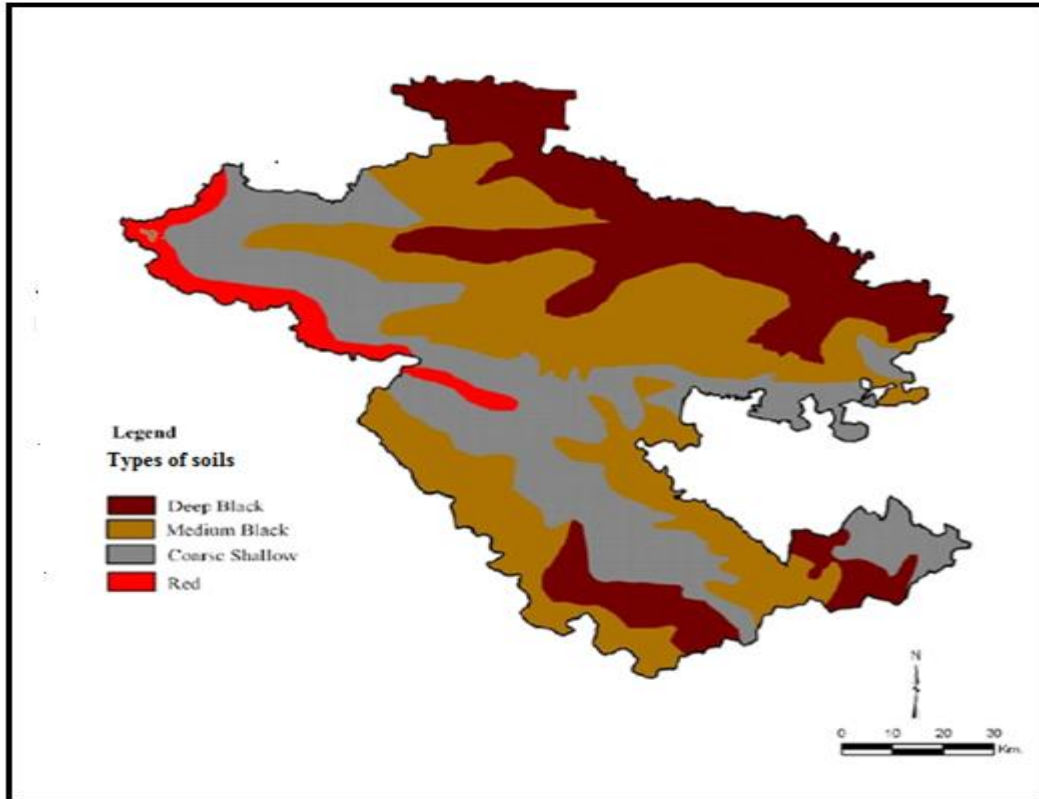 Legend
Types of soils
Deep Black
Medium Black
Coarse Shallow
Red
N
0 10 20 30
Km.